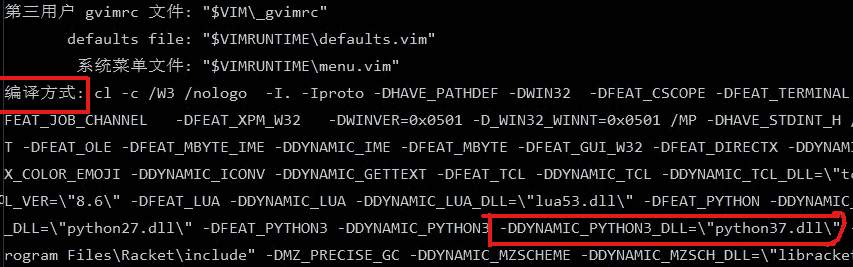 第三用户 gvimrc 文件: "$VIM\_gvimrc"
defaults file: "$VIMRUNTIME\defaults.vim"
系统菜单文件: "$VIMRUNTIME\menu.vim"
编译方式: cl -c /W3 /nologo -I. -Iproto -DHAVE_PATHDEF -DWIN32 -DFEAT_CSCOPE -DFEAT_TERMINAL
FEAT_JOB_CHANNEL -DFEAT_XPM_W32 -DWINVER=0x0501 -D_WIN32_WINNT=0x0501 /MP -DHAVE_STDINT_H /
T -DFEAT_OLE -DFEAT_MBYTE_IME -DDYNAMIC_IME -DFEAT_MBYTE -DFEAT_GUI_W32 -DFEAT_DIRECTX -DDYNAMI
X_COLOR_EMOJI -DDYNAMIC_ICONV -DDYNAMIC_GETTEXT -DFEAT_TCL -DDYNAMIC_TCL -DDYNAMIC_TCL_DLL=\"tc
L_VER=\"8.6\" -DFEAT_LUA -DDYNAMIC_LUA -DDYNAMIC_LUA_DLL=\"lua53.dll\" -DFEAT_PYTHON -DDYNAMIC_
_DLL=\"python27.dll\" -DFEAT_PYTHON3 -DDYNAMIC_PYTHON3 -DDYNAMIC_PYTHON3_DLL=\"python37.dll\"
rogram Files\Racket\include" -DMZ_PRECISE_GC -DDYNAMIC_MZSCHEME -DDYNAMIC_MZSCH_DLL=\"libracket